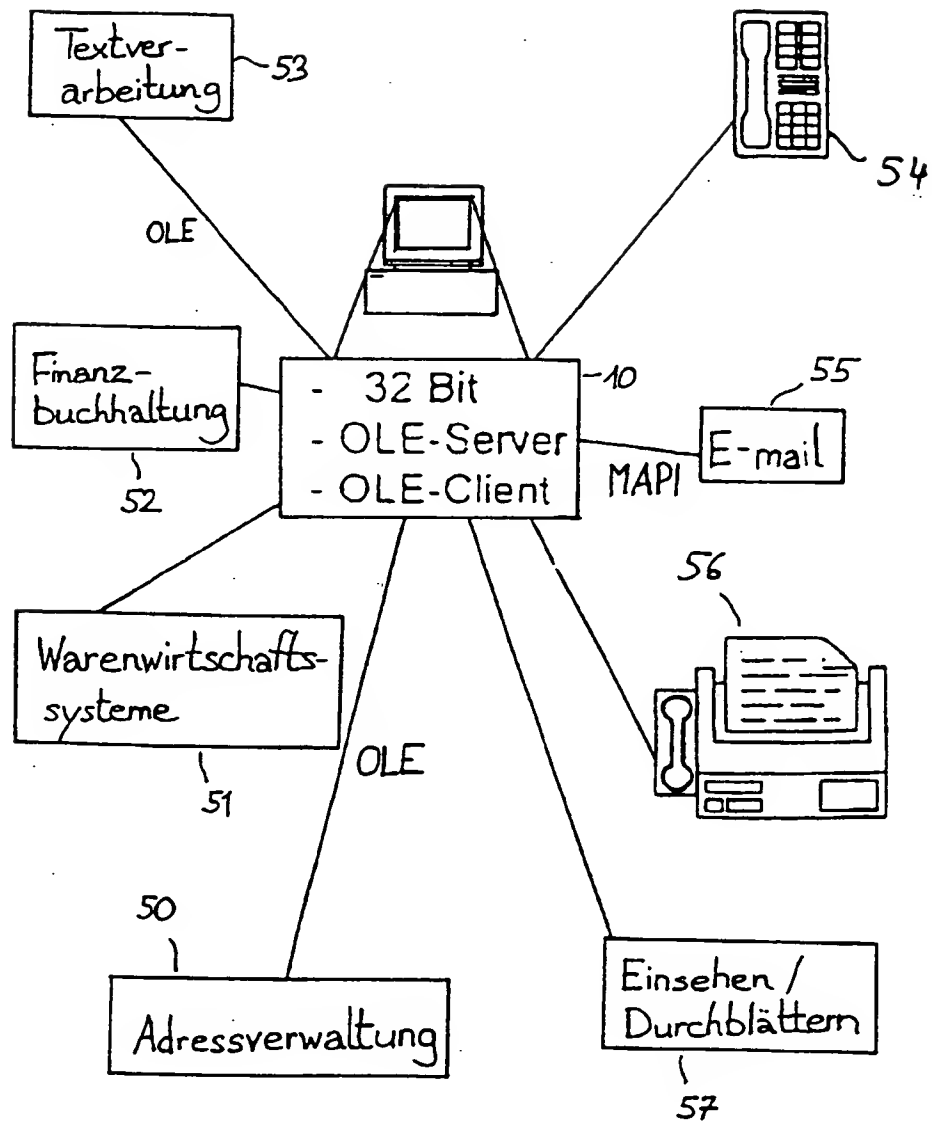 Textver-
arbeitung
53
54
OLE
Finanz-
buchhaltung
52
- 32 Bit
- OLE-Server
- OLE-Client
10
55
E-mail
MAPI
56
Warenwirtschafts-
systeme
51
OLE
50
Adressverwaltung
Einsehen /
Durchblättern
57